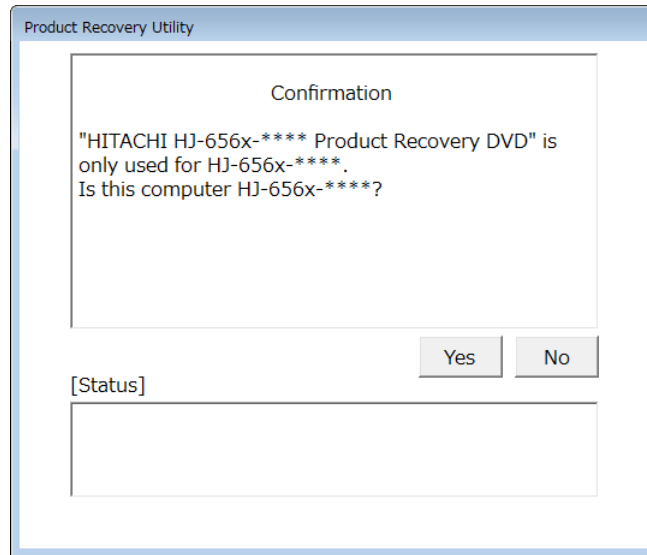 Product Recovery Utility
Confirmation
"HITACHI HJ-656x-**** Product Recovery DVD" is
only used for HJ-656x-****.
Is this computer HJ-656x-****?
Yes No
[Status]